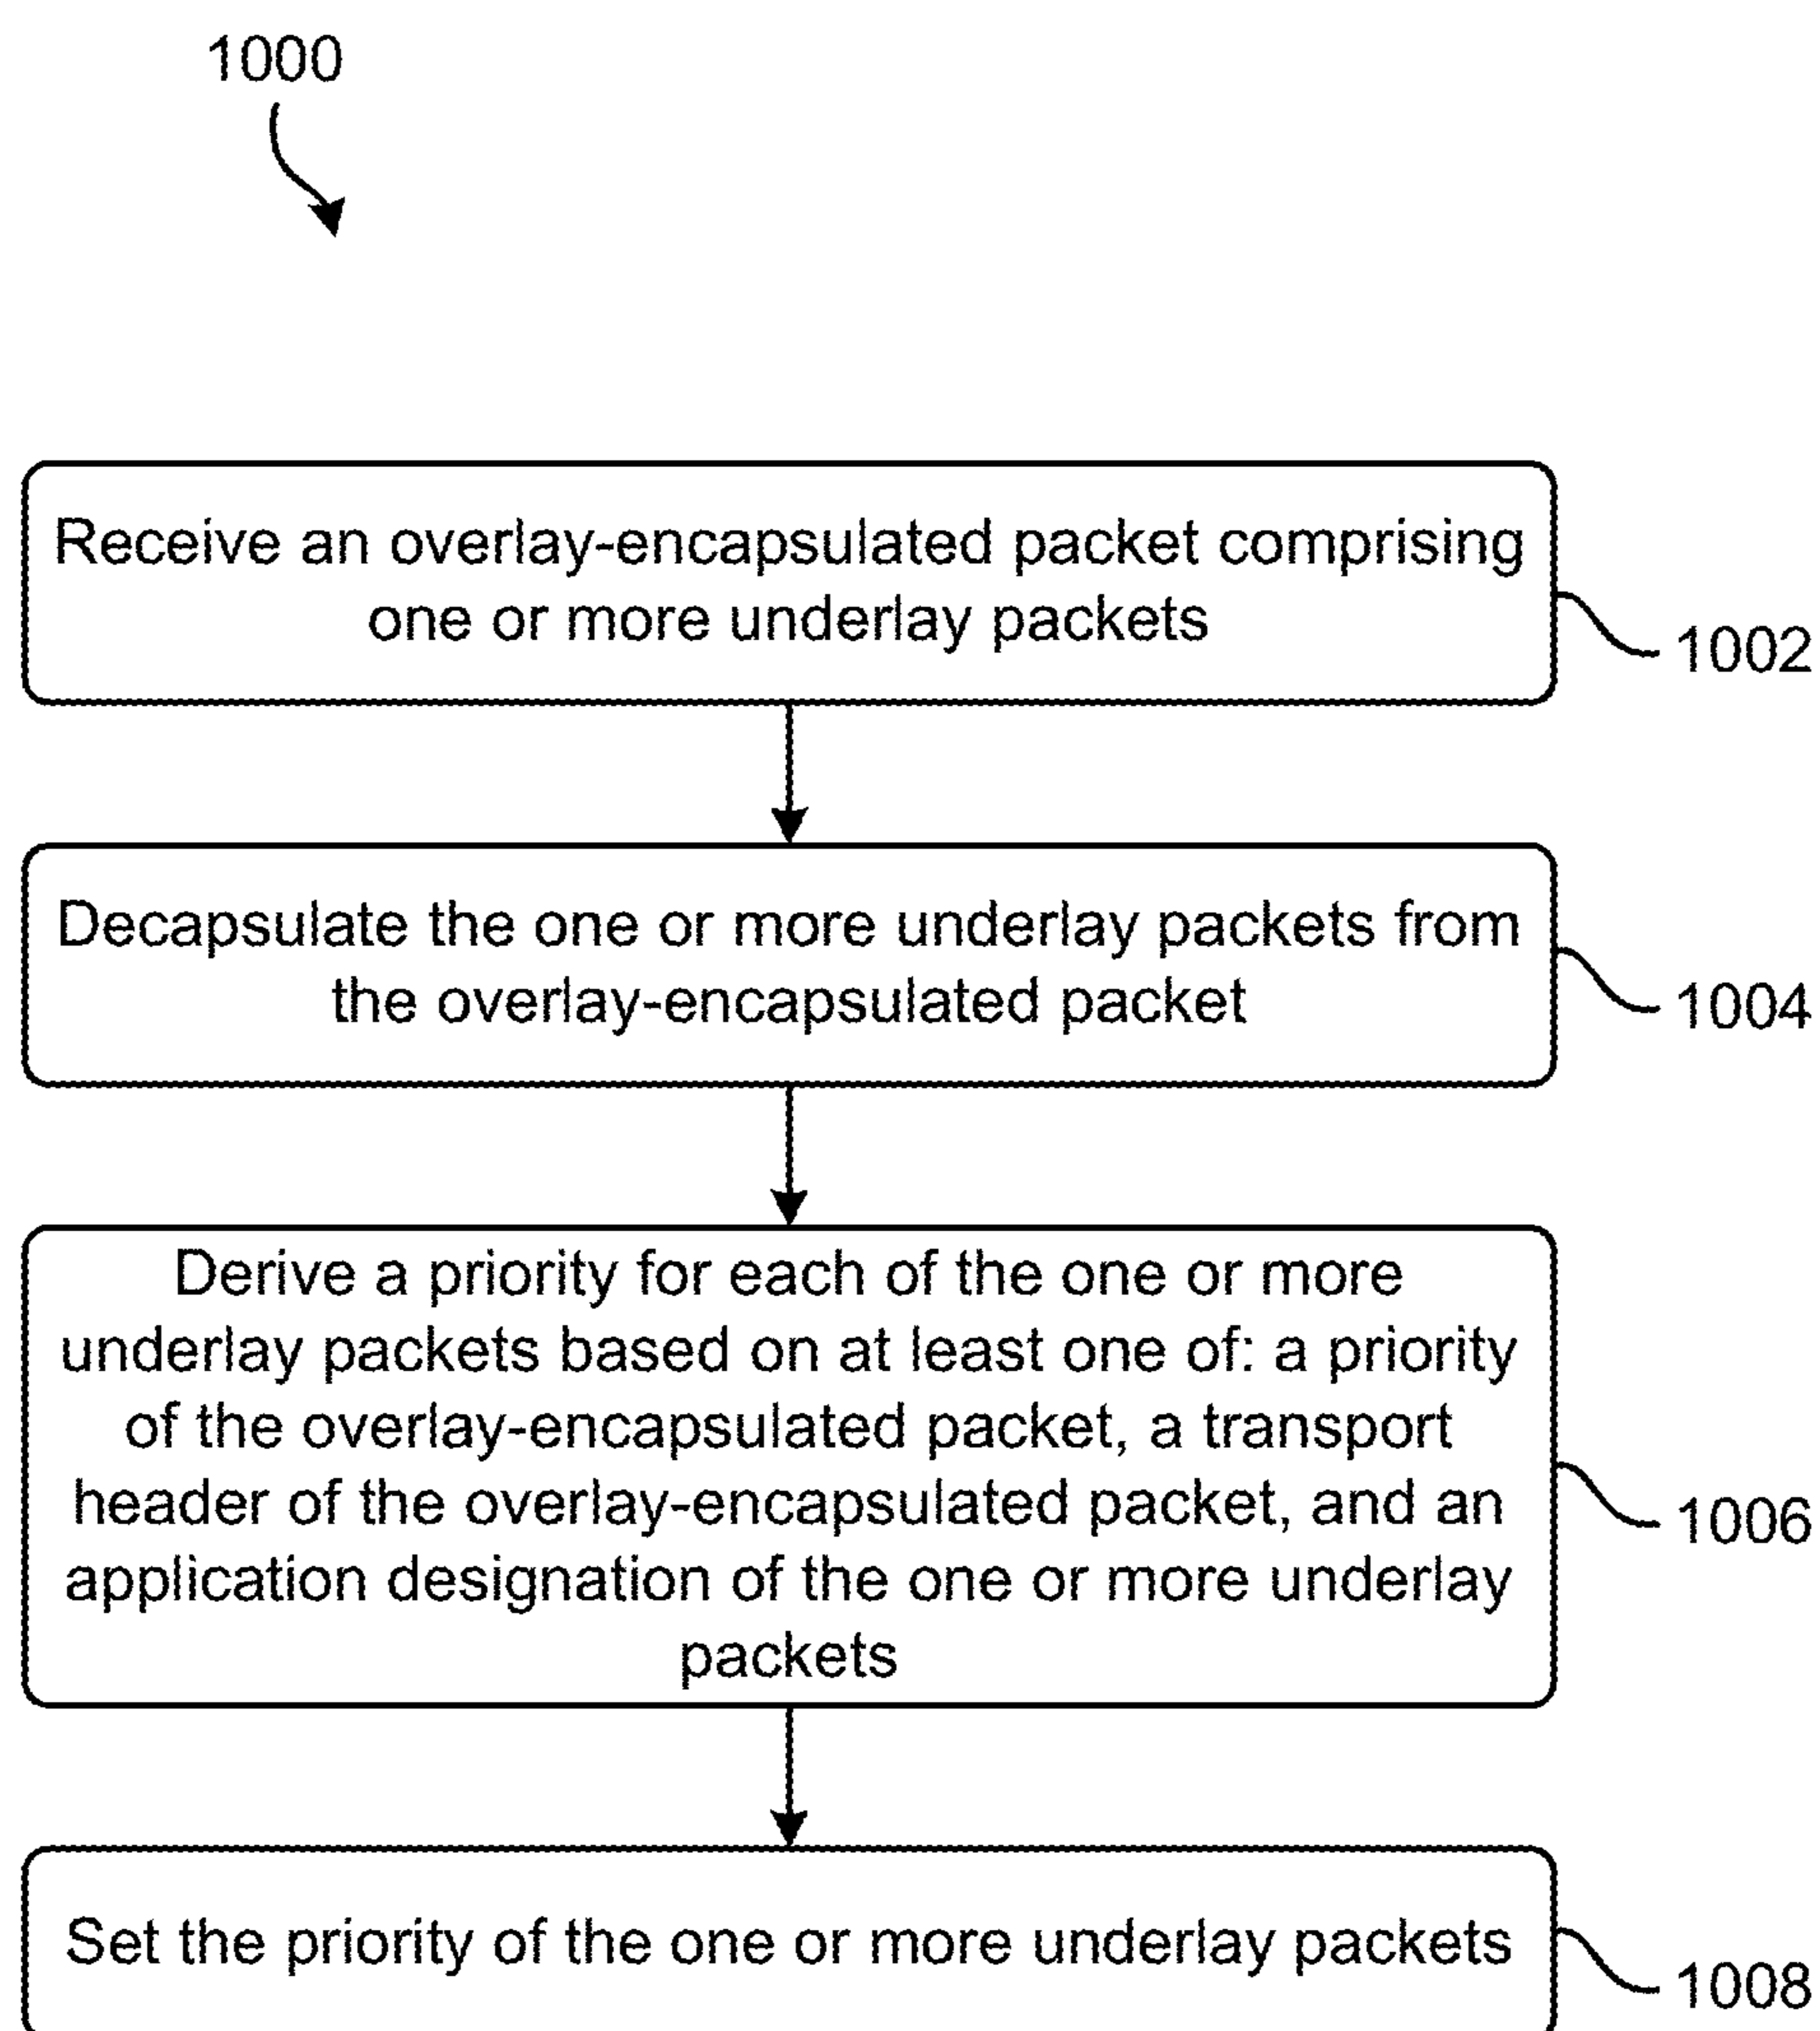 1000
Receive an overlay-encapsulated packet comprising
one or more underlay packets
1002
Decapsulate the one or more underlay packets from
the overlay-encapsulated packet
1004
Derive a priority for each of the one or more
underlay packets based on at least one of: a priority
of the overlay-encapsulated packet, a transport
header of the overlay-encapsulated packet, and an
application designation of the one or more underlay
packets
1006
Set the priority of the one or more underlay packets
1008